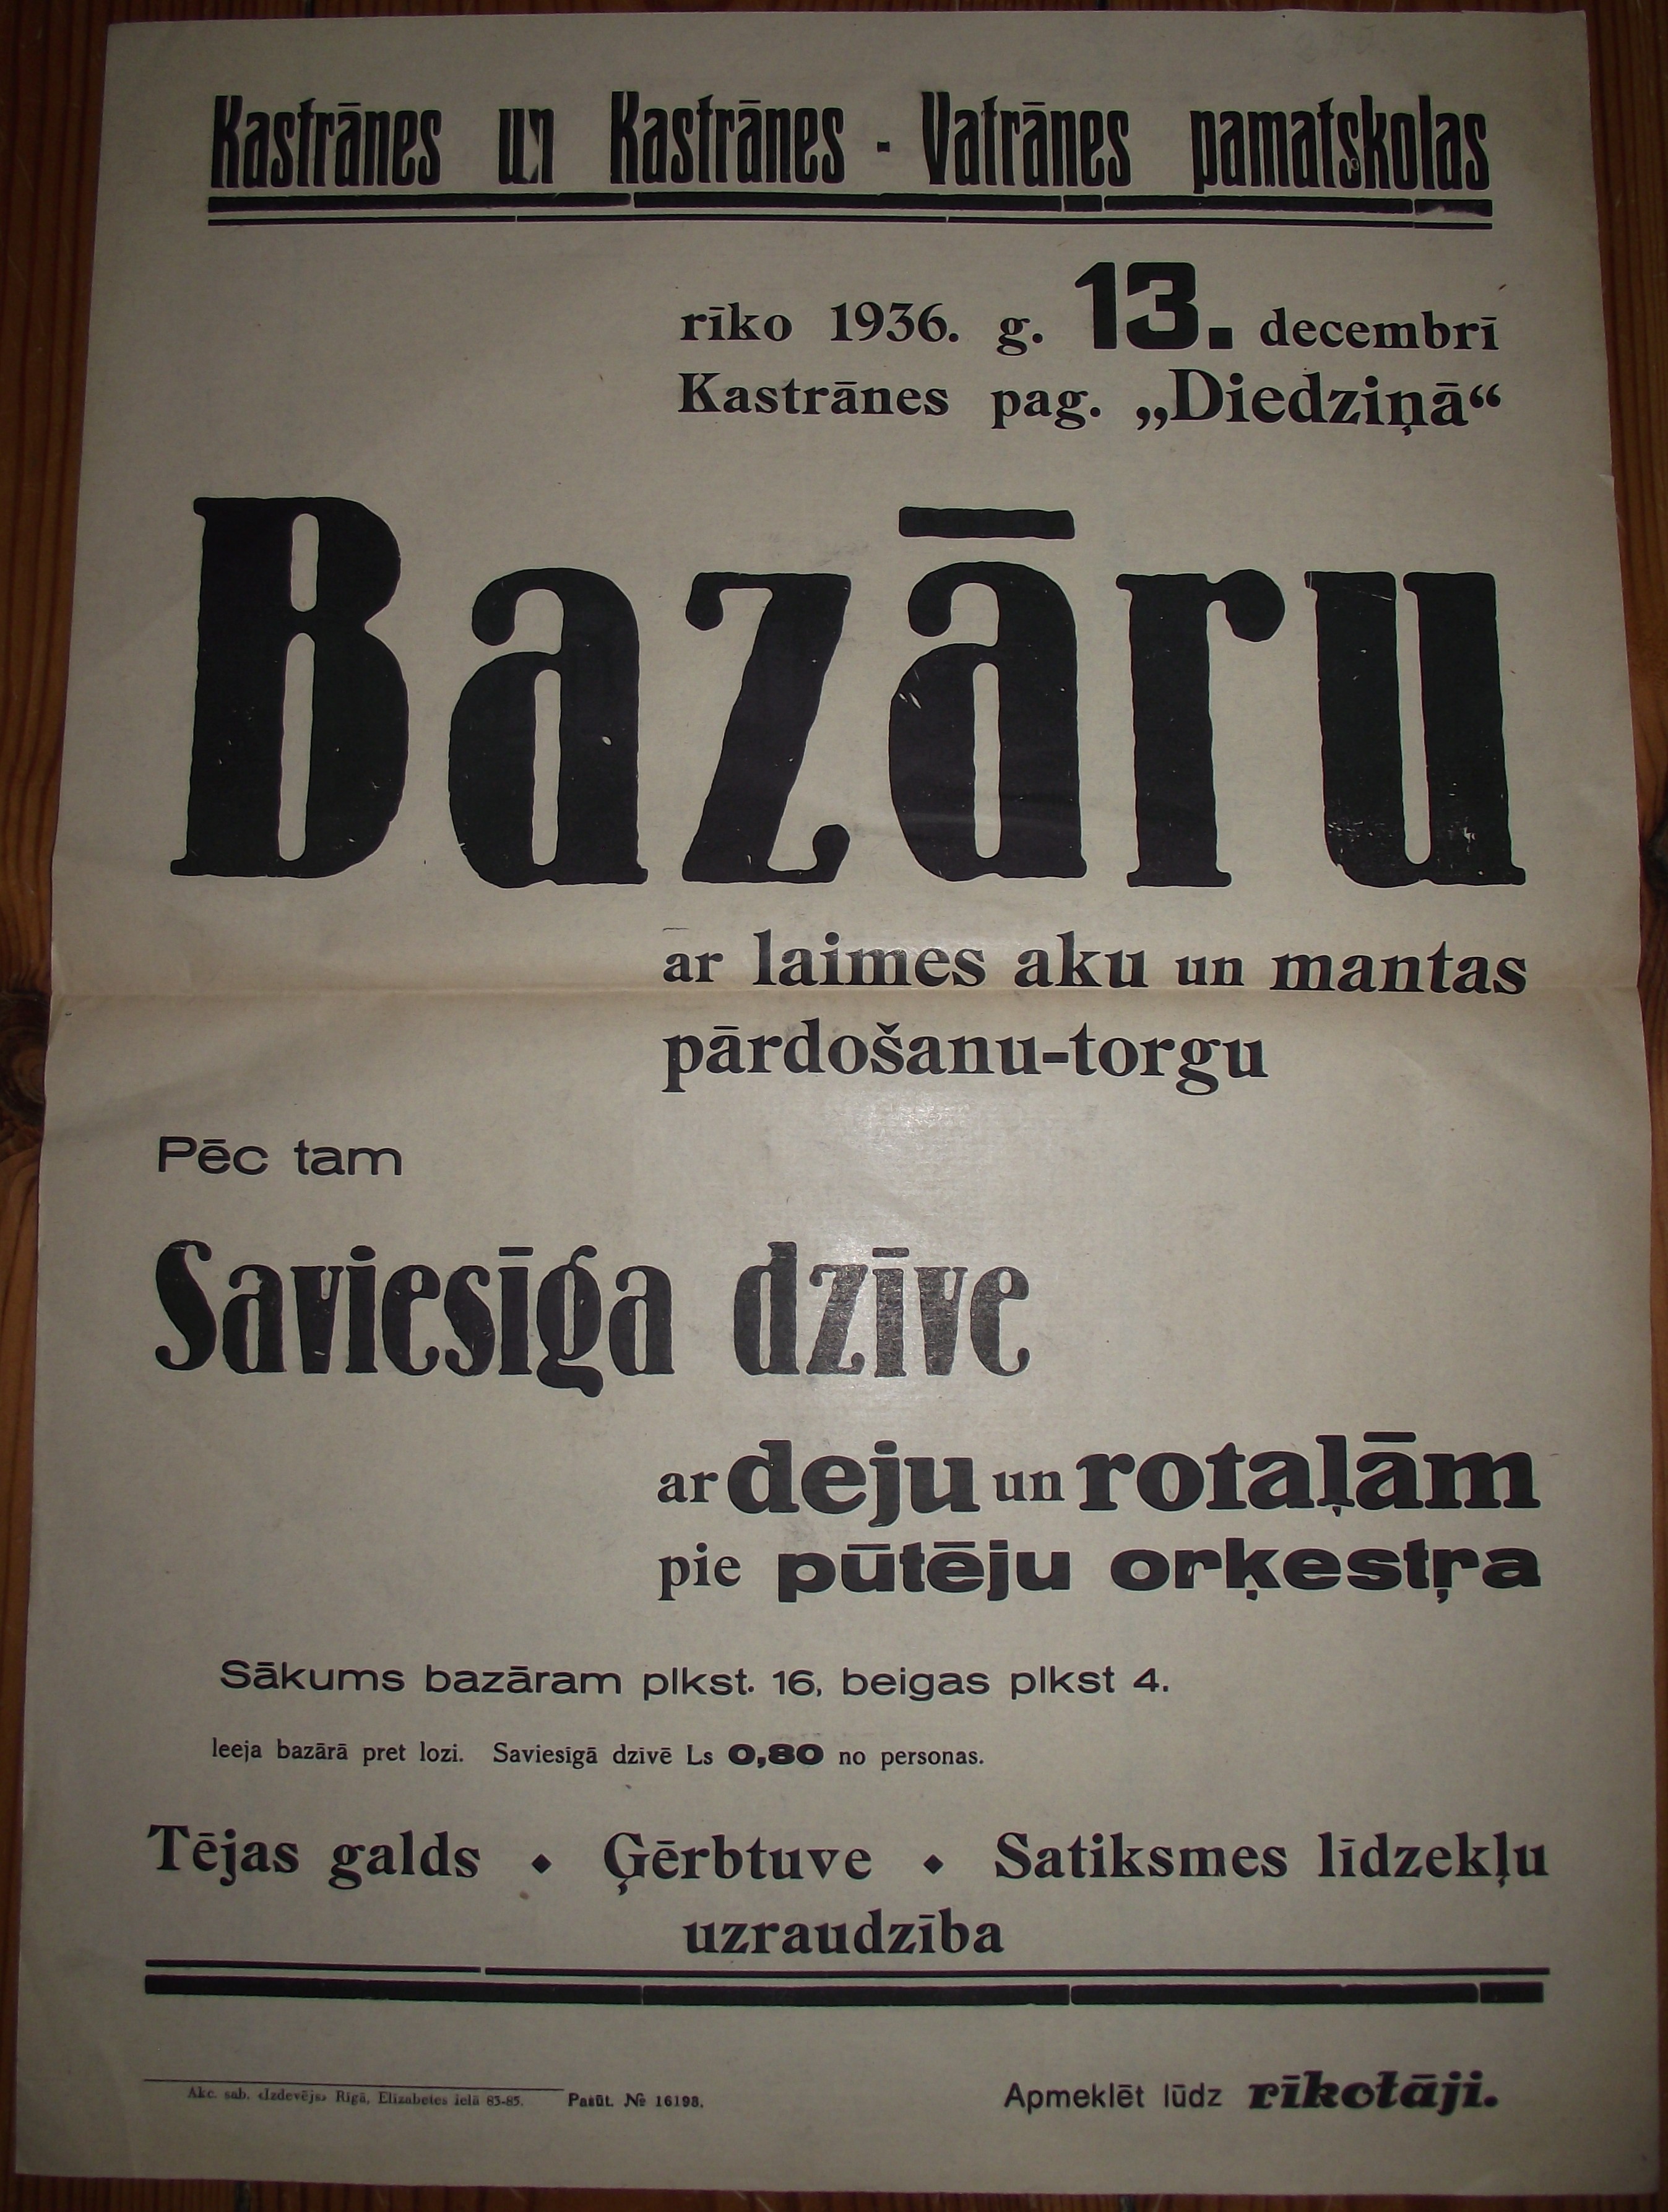 Kastrānes un Kastrānes - Vatrānes pamatskolas
rīko 1936. g. 13. decembrī
Kastrānes pag. „Diedziņā“
Bazāru
ar laimes aku un mantas
pārdošanu-torgu
Pēc tam
Saviesīga dzīve
ar deju un rotaļām
pie pūtēju orķestŗa
Sākums bazāram plkst. 16, beigas plkst 4.
Ieeja bazārā pret lozi. Saviesīgā dzīvē Ls 0,80 no personas.
Tējas galds ◆ Ģērbtuve ◆ Satiksmes līdzekļu
uzraudzība
Akc. sab. «Izdevējs» Rīgā, Elizabetes ielā 83-85. Pasūt. № 16198.
Apmeklēt lūdz rīkotāji.